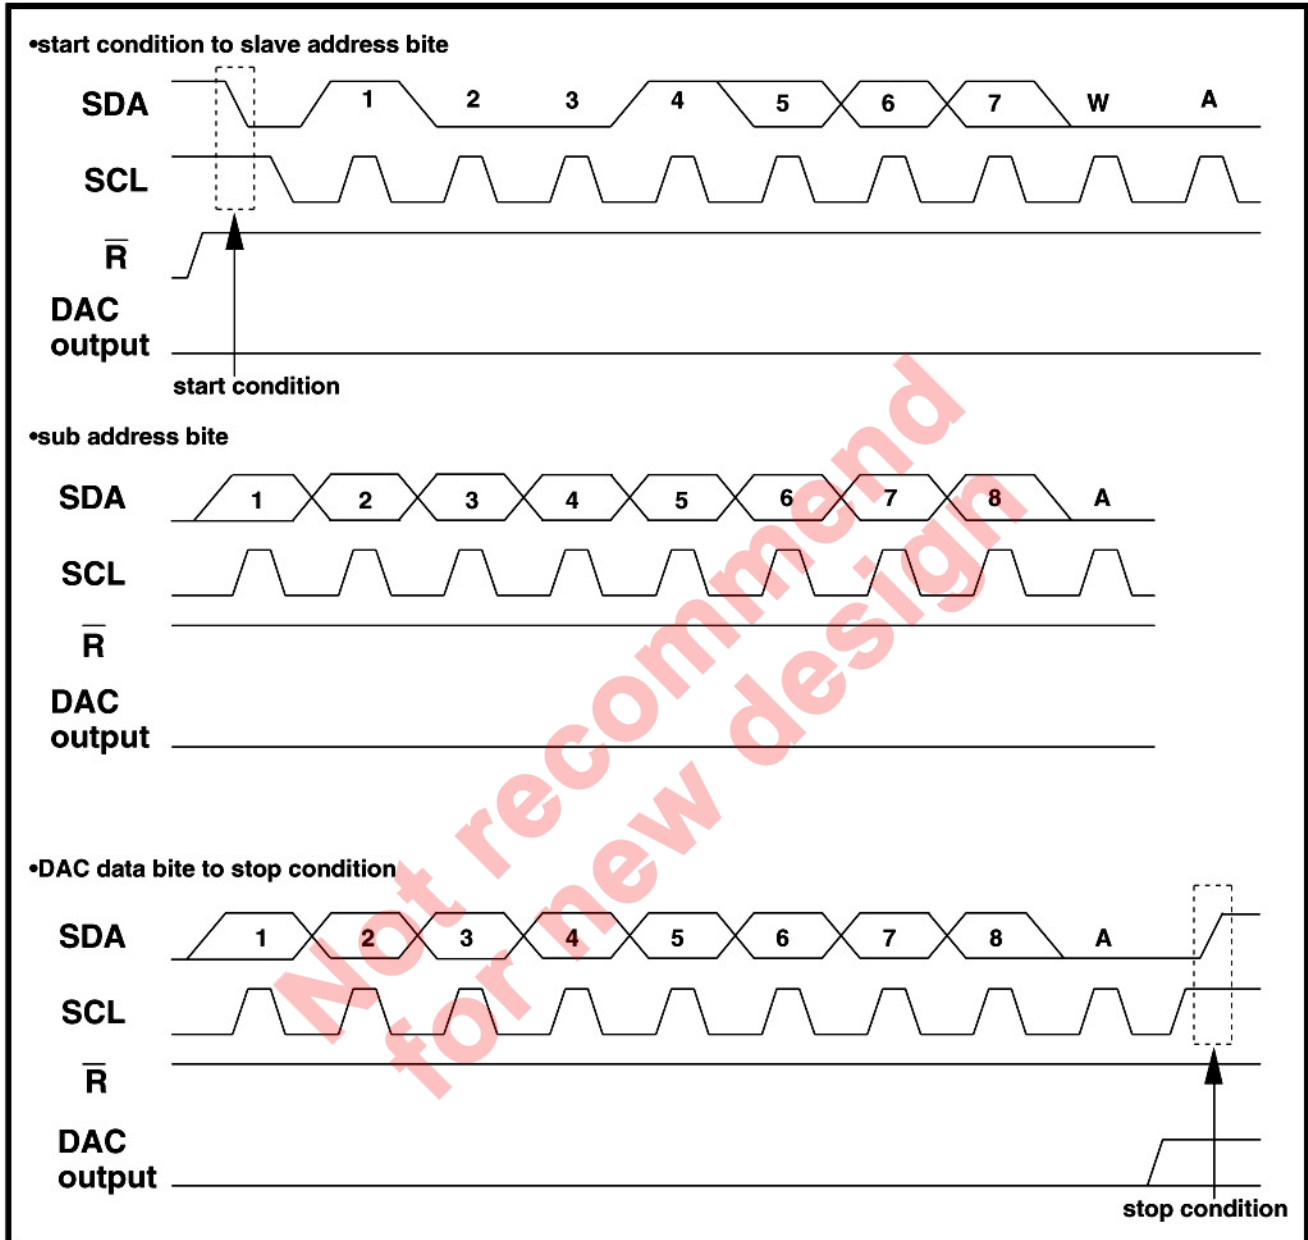 •start condition to slave address bite
SDA 1 2 3 4 5 6 7 W A
SCL
R̅
DAC
output
start condition
•sub address bite
SDA 1 2 3 4 5 6 7 8 A
SCL
R̅
DAC
output
•DAC data bite to stop condition
SDA 1 2 3 4 5 6 7 8 A
SCL
R̅
DAC
output
stop condition
Not recommend
for new design